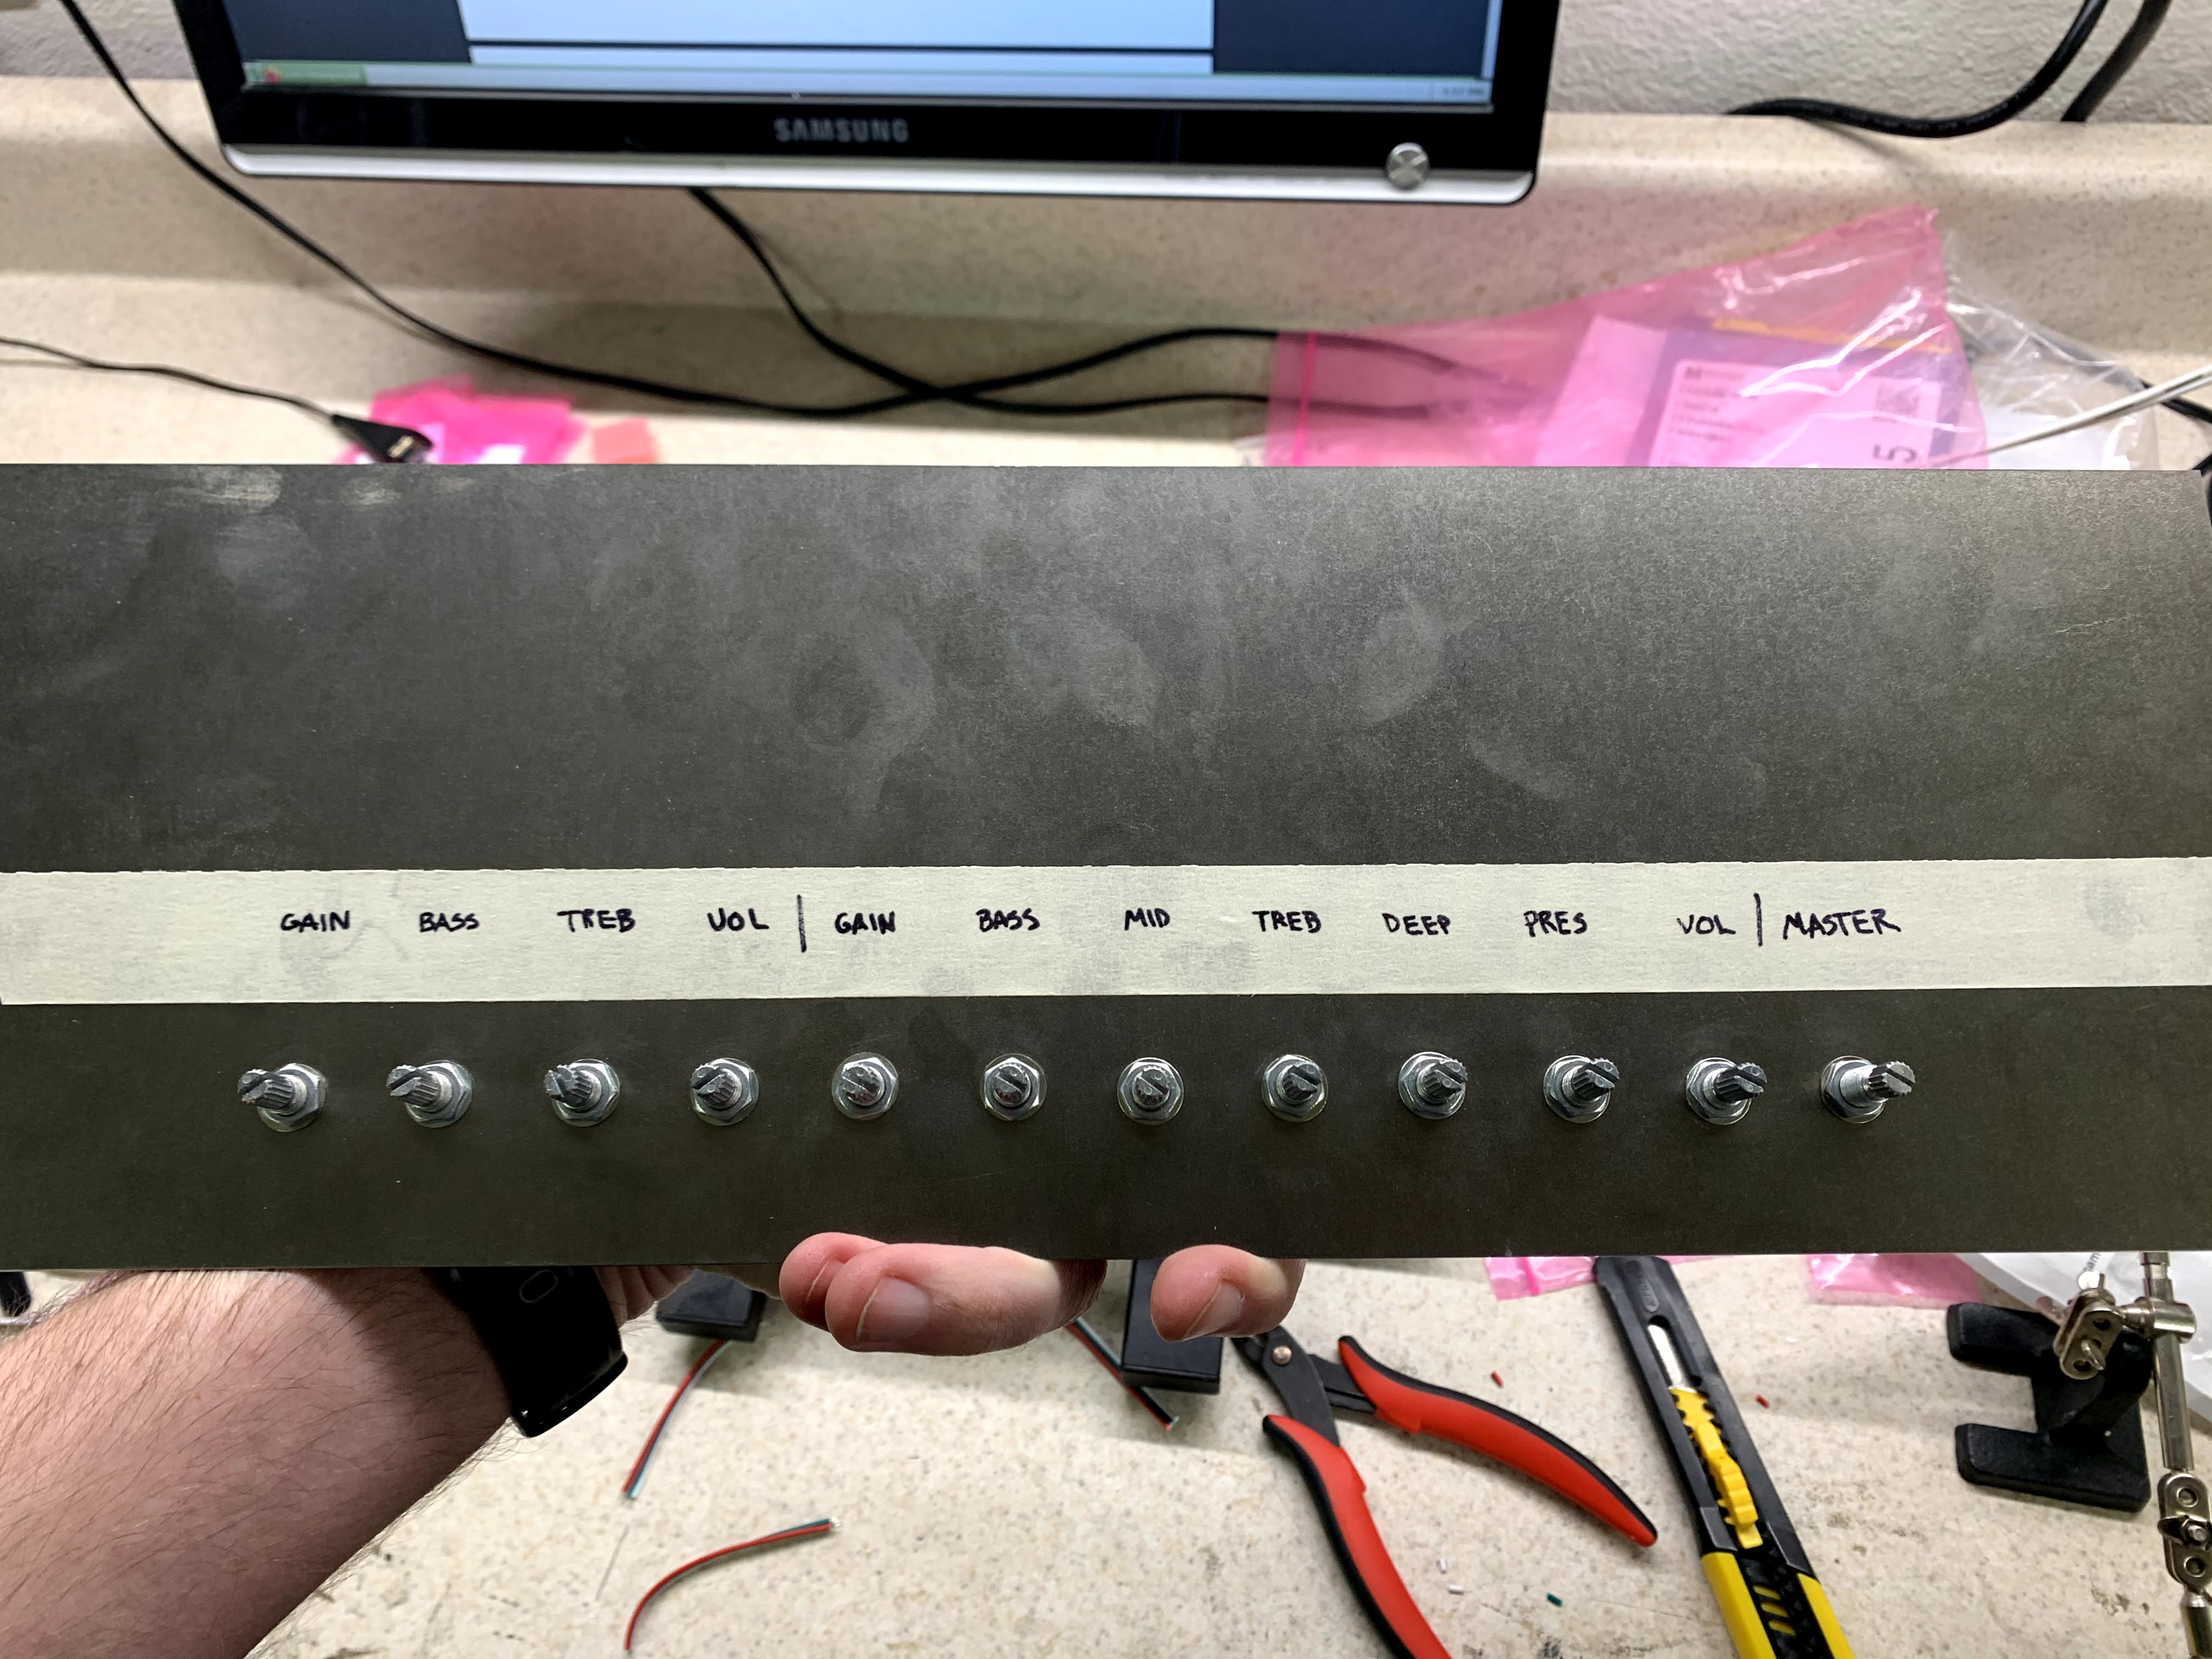 SAMSUNG
GAIN BASS TREB VOL | GAIN BASS MID TREB DEEP PRES VOL | MASTER